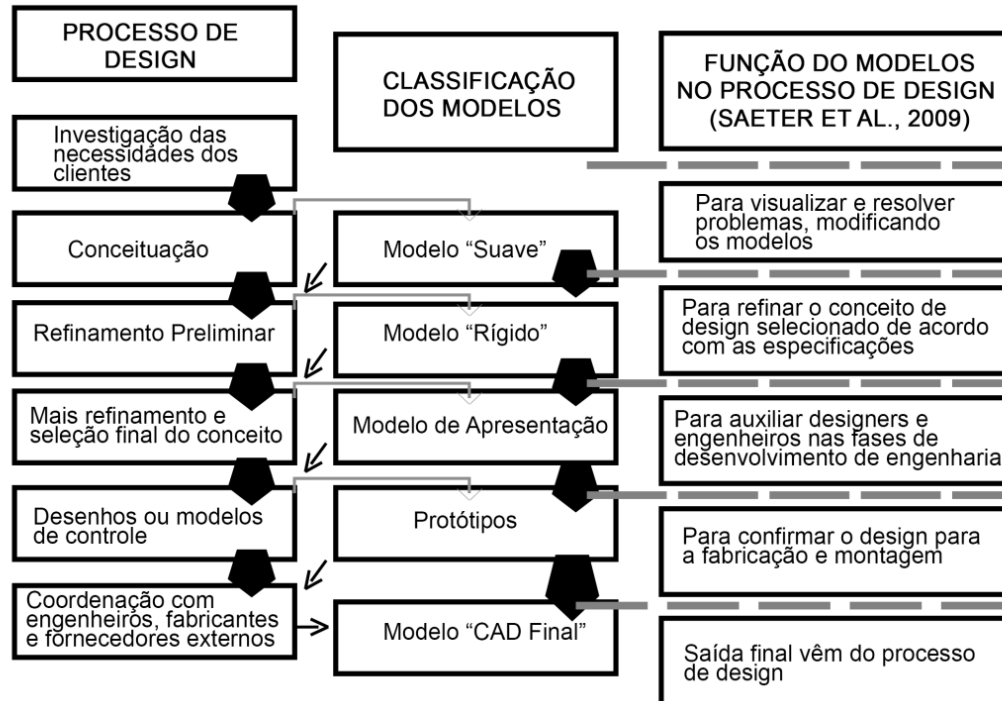 PROCESSO DE
DESIGN
Investigação das
necessidades dos
clientes
Conceituação
Refinamento Preliminar
Mais refinamento e
seleção final do conceito
Desenhos ou modelos
de controle
Coordenação com
engenheiros, fabricantes
e fornecedores externos
CLASSIFICAÇÃO
DOS MODELOS
Modelo “Suave”
Modelo “Rígido”
Modelo de Apresentação
Protótipos
Modelo “CAD Final”
FUNÇÃO DO MODELOS
NO PROCESSO DE DESIGN
(SAETER ET AL., 2009)
Para visualizar e resolver
problemas, modificando
os modelos
Para refinar o conceito de
design selecionado de acordo
com as especificações
Para auxiliar designers e
engenheiros nas fases de
desenvolvimento de engenharia
Para confirmar o design para
a fabricação e montagem
Saída final vêm do processo
de design